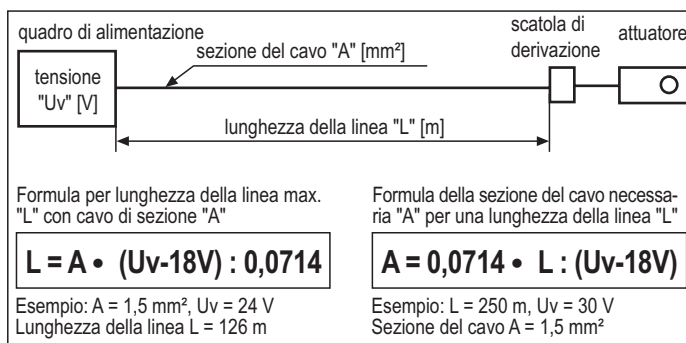 quadro di alimentazione
tensione
"Uv" [V]
sezione del cavo "A" [mm²]
scatola di
derivazione
attuatore
lunghezza della linea "L" [m]
Formula per lunghezza della linea max.
"L" con cavo di sezione "A"
L = A • (Uv-18V) : 0,0714
Esempio: A = 1,5 mm², Uv = 24 V
Lunghezza della linea L = 126 m
Formula della sezione del cavo necessa-
ria "A" per una lunghezza della linea "L"
A = 0,0714 • L : (Uv-18V)
Esempio: L = 250 m, Uv = 30 V
Sezione del cavo A = 1,5 mm²